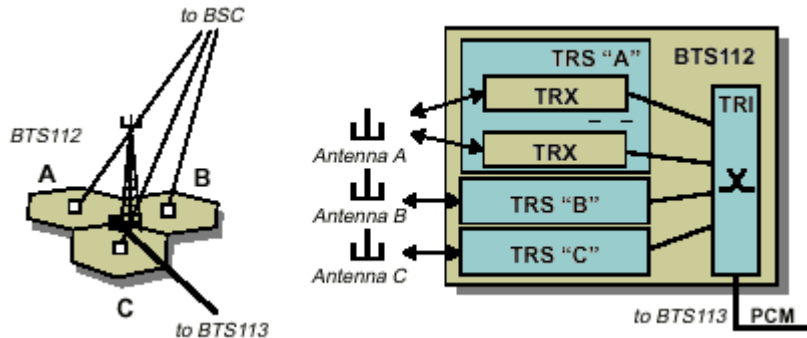 to BSC
BTS112
A
B
C
to BTS113
TRS “A”
BTS112
TRX
TRI
TRX
Antenna A
TRS “B”
Antenna B
TRS “C”
Antenna C
to BTS113
PCM